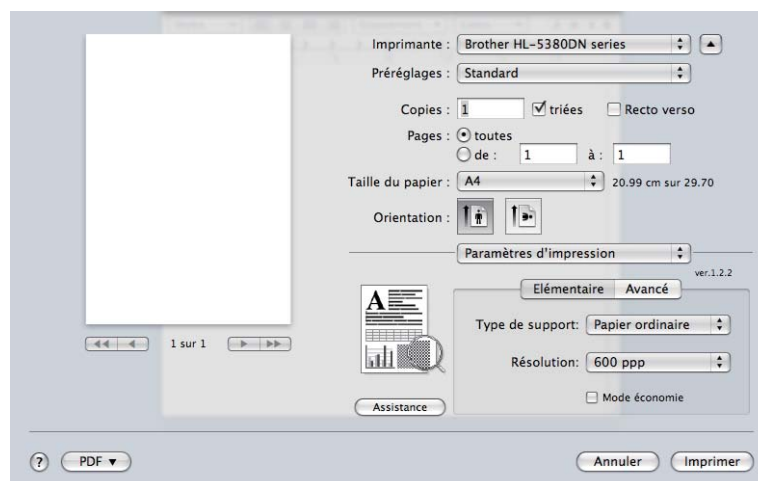 Imprimante : Brother HL-5380DN series
Préréglages : Standard
Copies : 1 triées Recto verso
Pages : toutes
de : 1 à : 1
Taille du papier : A4 20.99 cm sur 29.70
Orientation :
Paramètres d'impression
ver.1.2.2
Elémentaire Avancé
A
Type de support: Papier ordinaire
1 sur 1
Résolution: 600 ppp
Mode économie
Assistance
? PDF Annuler Imprimer